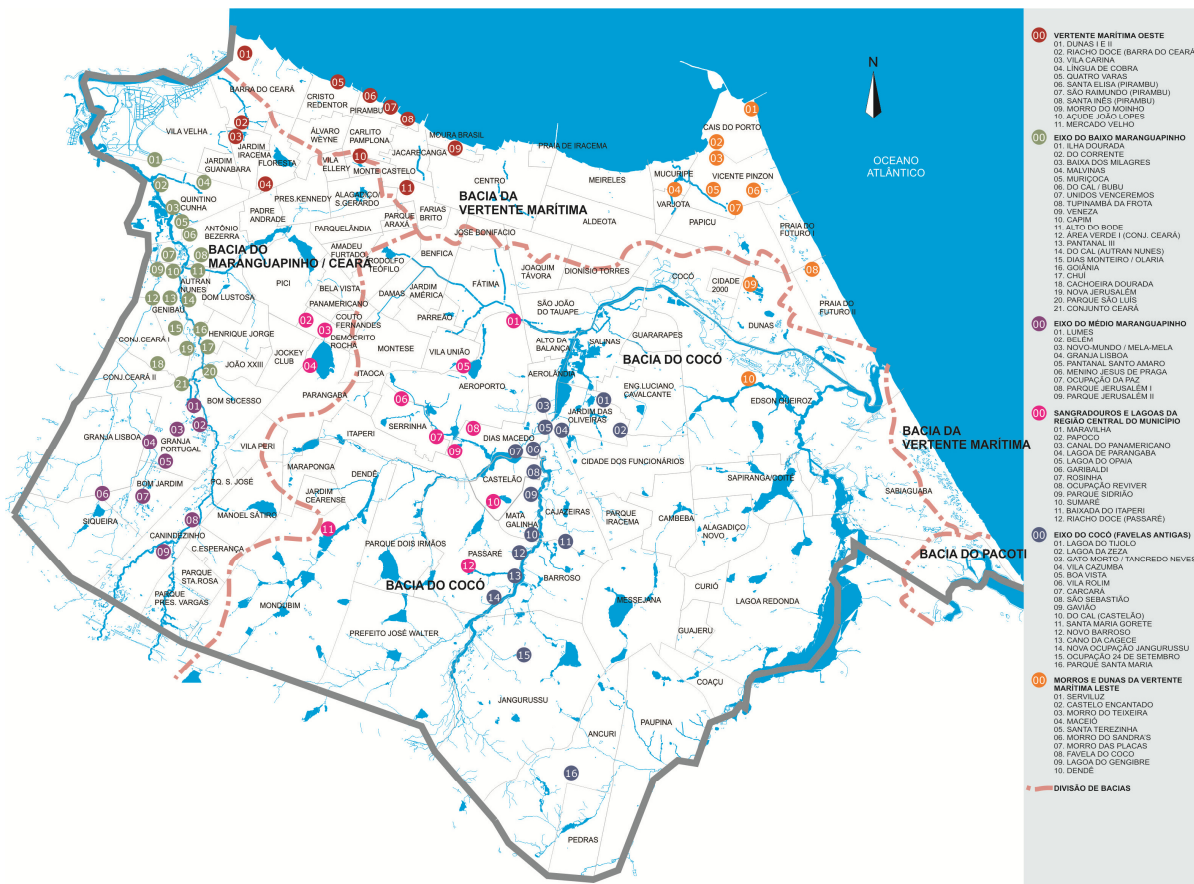 N
OCEANO
ATLÂNTICO
BARRA DO CEARÁ
CRISTO
REDENTOR
PIRAMBU
VILA VELHA
JARDIM
IRACEMA
FLORESTA
ÁLVARO
WEYNE
CARLITO
PAMPLONA
MOURA BRASIL
JACARECANGA
PRAIA DE IRACEMA
CAIS DO PORTO
JARDIM
GUANABARA
VILA
ELLERY
MONTE CASTELO
CENTRO
MEIRELES
MUCURIPE
VICENTE PINZON
VARJOTA
PAPICU
QUINTINO
CUNHA
PRES.KENNEDY
ALAGADIÇO/
S.GERARDO
PADRE
ANDRADE
PARQUELÂNDIA
PARQUE
ARAXÁ
FARIAS
BRITO
BACIA DA
VERTENTE MARÍTIMA
ALDEOTA
JOSÉ BONIFÁCIO
PRAIA DO
FUTURO I
ANTÔNIO
BEZERRA
BACIA DO
MARANGUAPINHO / CEARÁ
AMADEU
FURTADO
RODOLFO
TEÓFILO
BENFICA
JOAQUIM
TÁVORA
DIONÍSIO TORRES
COCÓ
CIDADE
2000
PRAIA DO
FUTURO II
AUTRAN
NUNES
DOM LUSTOSA
PICI
BELA VISTA
DAMAS
JARDIM
AMÉRICA
FÁTIMA
SÃO JOÃO
DO TAUAPE
DUNAS
GENIBAÚ
PANAMERICANO
COUTO
FERNANDES
DEMÓCRITO
ROCHA
PARREÃO
CONJ.CEARÁ I
HENRIQUE JORGE
JOÃO XXIII
JOCKEY
CLUB
MONTESE
VILA UNIÃO
ALTO DA
BALANÇA
SALINAS
GUARARAPES
BACIA DO COCÓ
CONJ.CEARÁ II
ITAOCA
AEROPORTO
AEROLÂNDIA
ENG.LUCIANO
CAVALCANTE
EDSON QUEIROZ
BOM SUCESSO
PARANGABA
SERRINHA
JARDIM DAS
OLIVEIRAS
GRANJA LISBOA
GRANJA
PORTUGAL
VILA PERI
ITAPERI
DIAS MACEDO
CIDADE DOS FUNCIONÁRIOS
BACIA DA
VERTENTE MARÍTIMA
BOM JARDIM
PQ. S. JOSÉ
MARAPONGA
DENDÊ
CASTELÃO
SAPIRANGA/COITÉ
SABIAGUABA
SIQUEIRA
MANOEL SÁTIRO
JARDIM
CEARENSE
MATA
GALINHA
CAJAZEIRAS
PARQUE
IRACEMA
CAMBEBA
ALAGADIÇO
NOVO
CANINDEZINHO
C.ESPERANÇA
PARQUE DOIS IRMÃOS
PASSARÉ
BACIA DO PACOTI
PARQUE
STA.ROSA
BACIA DO COCÓ
BARROSO
CURIÓ
PARQUE
PRES. VARGAS
MONDUBIM
MESSEJANA
LAGOA REDONDA
PREFEITO JOSÉ WALTER
GUAJERU
JANGURUSSU
COAÇU
PAUPINA
ANCURI
PEDRAS
00 VERTENTE MARÍTIMA OESTE
01. DUNAS I E II
02. RIACHO DOCE (BARRA DO CEARÁ
03. VILA CARINA
04. LÍNGUA DE COBRA
05. QUATRO VARAS
06. SANTA ELISA (PIRAMBU)
07. SÃO RAIMUNDO (PIRAMBU)
08. SANTA INÊS (PIRAMBU)
09. MORRO DO MOINHO
10. AÇUDE JOÃO LOPES
11. MERCADO VELHO
00 EIXO DO BAIXO MARANGUAPINHO
01. ILHA DOURADA
02. DO CORRENTE
03. BAIXA DOS MILAGRES
04. MALVINAS
05. MURIÇOCA
06. DO CAL / BUBU
07. UNIDOS VENCEREMOS
08. TUPINAMBÁ DA FROTA
09. VENEZA
10. CAPIM
11. ALTO DO BODE
12. ÁREA VERDE I (CONJ. CEARÁ)
13. PANTANAL III
14. DO CAL (AUTRAN NUNES)
15. DIAS MONTEIRO / OLARIA
16. GOIÂNIA
17. CHUÍ
18. CACHOEIRA DOURADA
19. NOVA JERUSALÉM
20. PARQUE SÃO LUÍS
21. CONJUNTO CEARÁ
00 EIXO DO MÉDIO MARANGUAPINHO
01. LUMES
02. BELÉM
03. NOVO-MUNDO / MELA-MELA
04. GRANJA LISBOA
05. PANTANAL SANTO AMARO
06. MENINO JESUS DE PRAGA
07. OCUPAÇÃO DA PAZ
08. PARQUE JERUSALÉM I
09. PARQUE JERUSALÉM II
00 SANGRADOUROS E LAGOAS DA
REGIÃO CENTRAL DO MUNICÍPIO
01. MARAVILHA
02. PAPOCO
03. CANAL DO PANAMERICANO
04. LAGOA DE PARANGABA
05. LAGOA DO OPAIA
06. GARIBALDI
07. ROSINHA
08. OCUPAÇÃO REVIVER
09. PARQUE SIDRIÃO
10. SUMARÉ
11. BAIXADA DO ITAPERI
12. RIACHO DOCE (PASSARÉ)
00 EIXO DO COCÓ (FAVELAS ANTIGAS)
01. LAGOA DO TIJOLO
02. LAGOA DA ZEZA
03. GATO MORTO / TANCREDO NEVES
04. VILA CAZUMBA
05. BOA VISTA
06. VILA ROLIM
07. CARCARÁ
08. SÃO SEBASTIÃO
09. GAVIÃO
10. DO CAL (CASTELÃO)
11. SANTA MARIA GORETE
12. NOVO BARROSO
13. CANO DA CAGECE
14. NOVA OCUPAÇÃO JANGURUSSU
15. OCUPAÇÃO 24 DE SETEMBRO
16. PARQUE SANTA MARIA
00 MORROS E DUNAS DA VERTENTE
MARÍTIMA LESTE
01. SERVILUZ
02. CASTELO ENCANTADO
03. MORRO DO TEIXEIRA
04. MACEIÓ
05. SANTA TEREZINHA
06. MORRO DO SANDRA'S
07. MORRO DAS PLACAS
08. FAVELA DO COCO
09. LAGOA DO GENGIBRE
10. DENDÊ
DIVISÃO DE BACIAS